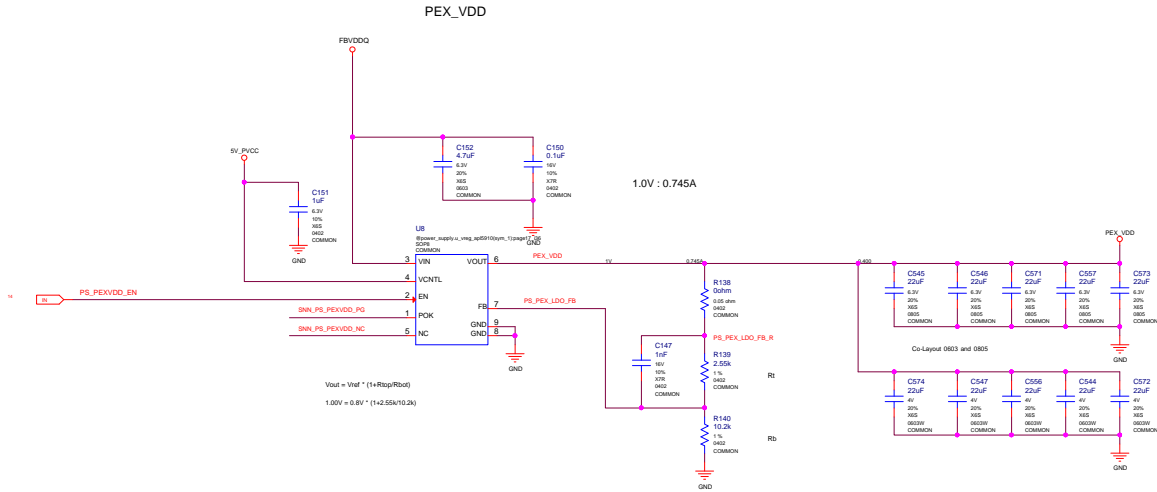 PEX_VDD
FBVDDQ
5V_PVCC
C151
1uF
6.3V
10%
X6S
0402
COMMON
GND
C152
4.7uF
6.3V
20%
X6S
0603
COMMON
C150
0.1uF
16V
10%
X7R
0402
COMMON
GND
1.0V : 0.745A
U8
SOP8
COMMON
3 VIN
4 VCNTL
2 EN
1 POK
5 NC
VOUT 6
FB 7
GND 9
GND 8
GND
14
IN
PS_PEXVDD_EN
SNN_PS_PEXVDD_PG
SNN_PS_PEXVDD_NC
PEX_VDD
1V
0.745A
0.400
PS_PEX_LDO_FB
R138
0ohm
0.05 ohm
0402
COMMON
PS_PEX_LDO_FB_R
C147
1nF
16V
10%
X7R
0402
COMMON
R139
2.55k
1 %
0402
COMMON
Rt
R140
10.2k
1 %
0402
COMMON
Rb
GND
Vout = Vref * (1+Rtop/Rbot)
1.00V = 0.8V * (1+2.55k/10.2k)
PEX_VDD
C545
22uF
6.3V
20%
X6S
0805
COMMON
C546
22uF
6.3V
20%
X6S
0805
COMMON
C571
22uF
6.3V
20%
X6S
0805
COMMON
C557
22uF
6.3V
20%
X6S
0805
COMMON
C573
22uF
6.3V
20%
X6S
0805
COMMON
GND
Co-Layout 0603 and 0805
C574
22uF
4V
20%
X6S
0603W
COMMON
C547
22uF
4V
20%
X6S
0603W
COMMON
C556
22uF
4V
20%
X6S
0603W
COMMON
C544
22uF
4V
20%
X6S
0603W
COMMON
C572
22uF
4V
20%
X6S
0603W
COMMON
GND